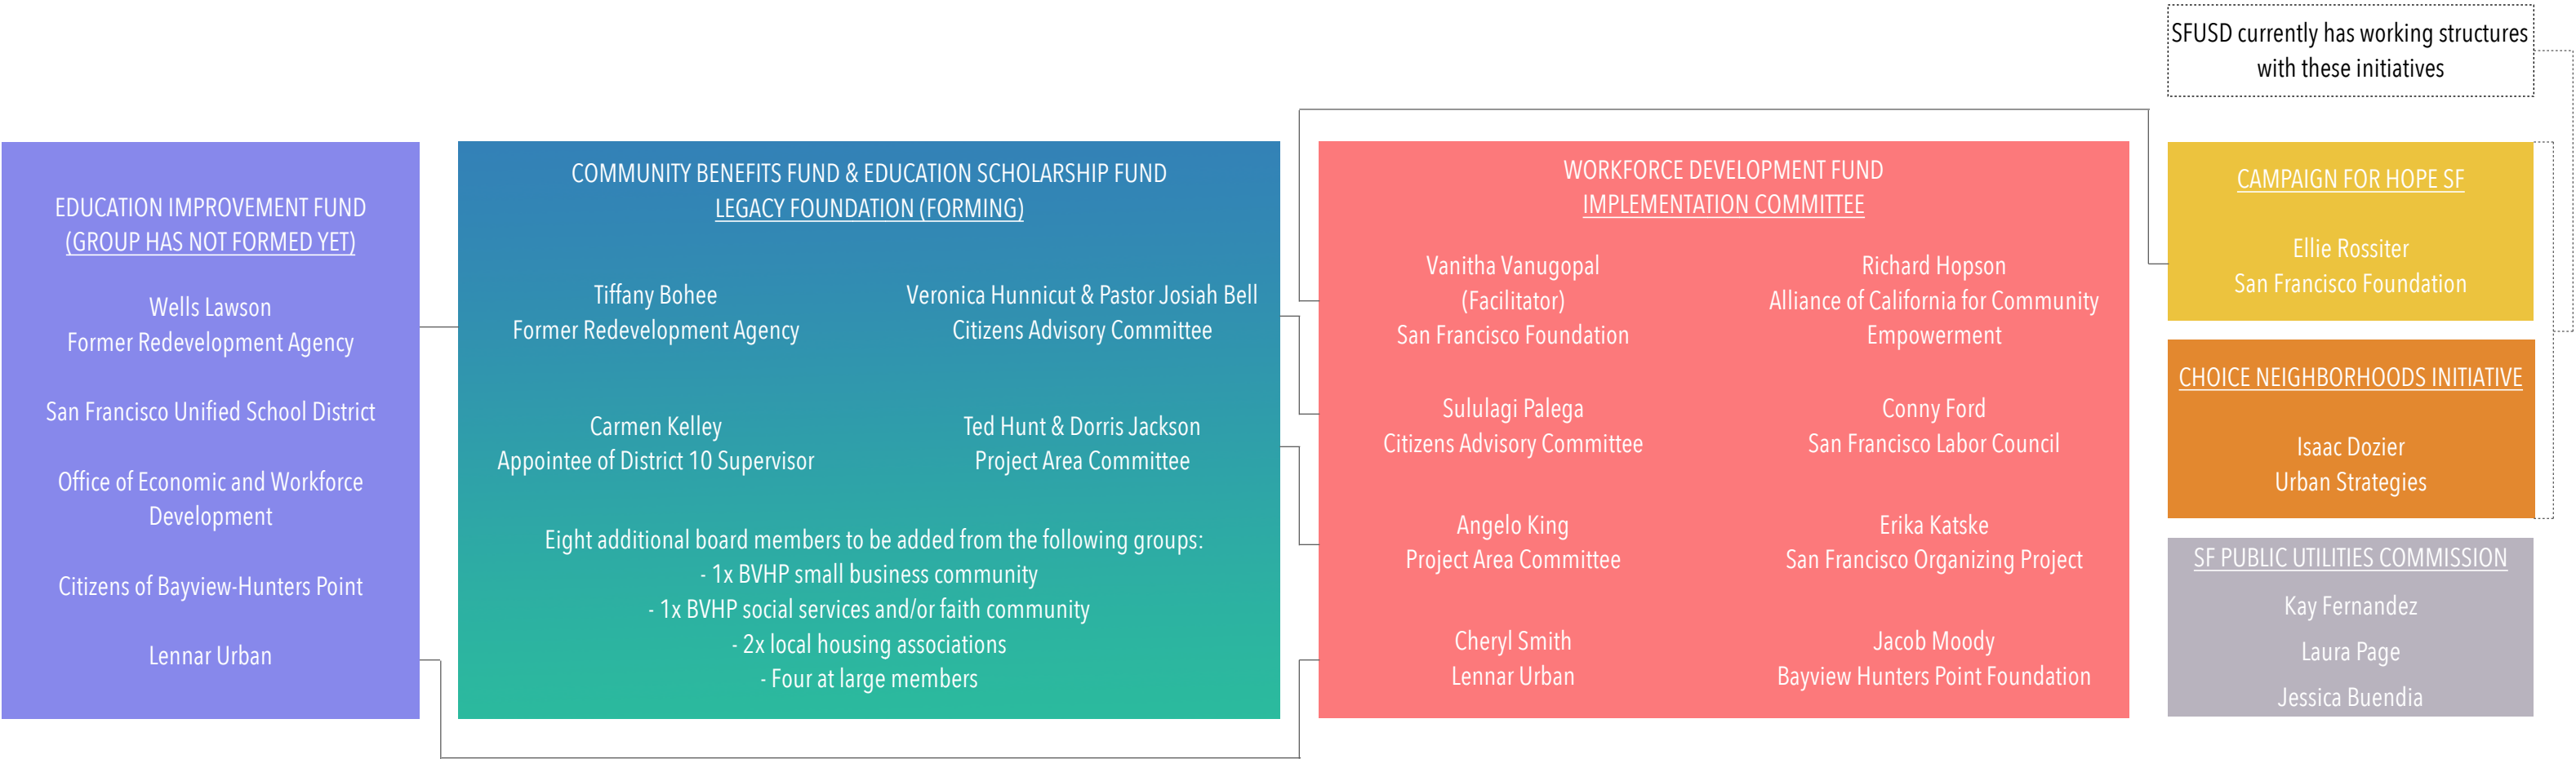 SFUSD currently has working structures
with these initiatives
EDUCATION IMPROVEMENT FUND
(GROUP HAS NOT FORMED YET)
Wells Lawson
Former Redevelopment Agency
San Francisco Unified School District
Office of Economic and Workforce
Development
Citizens of Bayview-Hunters Point
Lennar Urban
COMMUNITY BENEFITS FUND & EDUCATION SCHOLARSHIP FUND
LEGACY FOUNDATION (FORMING)
Tiffany Bohee
Former Redevelopment Agency
Veronica Hunnicut & Pastor Josiah Bell
Citizens Advisory Committee
Carmen Kelley
Appointee of District 10 Supervisor
Ted Hunt & Dorris Jackson
Project Area Committee
Eight additional board members to be added from the following groups:
- 1x BVHP small business community
- 1x BVHP social services and/or faith community
- 2x local housing associations
- Four at large members
WORKFORCE DEVELOPMENT FUND
IMPLEMENTATION COMMITTEE
Vanitha Vanugopal
(Facilitator)
San Francisco Foundation
Richard Hopson
Alliance of California for Community
Empowerment
Sululagi Palega
Citizens Advisory Committee
Conny Ford
San Francisco Labor Council
Angelo King
Project Area Committee
Erika Katske
San Francisco Organizing Project
Cheryl Smith
Lennar Urban
Jacob Moody
Bayview Hunters Point Foundation
CAMPAIGN FOR HOPE SF
Ellie Rossiter
San Francisco Foundation
CHOICE NEIGHBORHOODS INITIATIVE
Isaac Dozier
Urban Strategies
SF PUBLIC UTILITIES COMMISSION
Kay Fernandez
Laura Page
Jessica Buendia